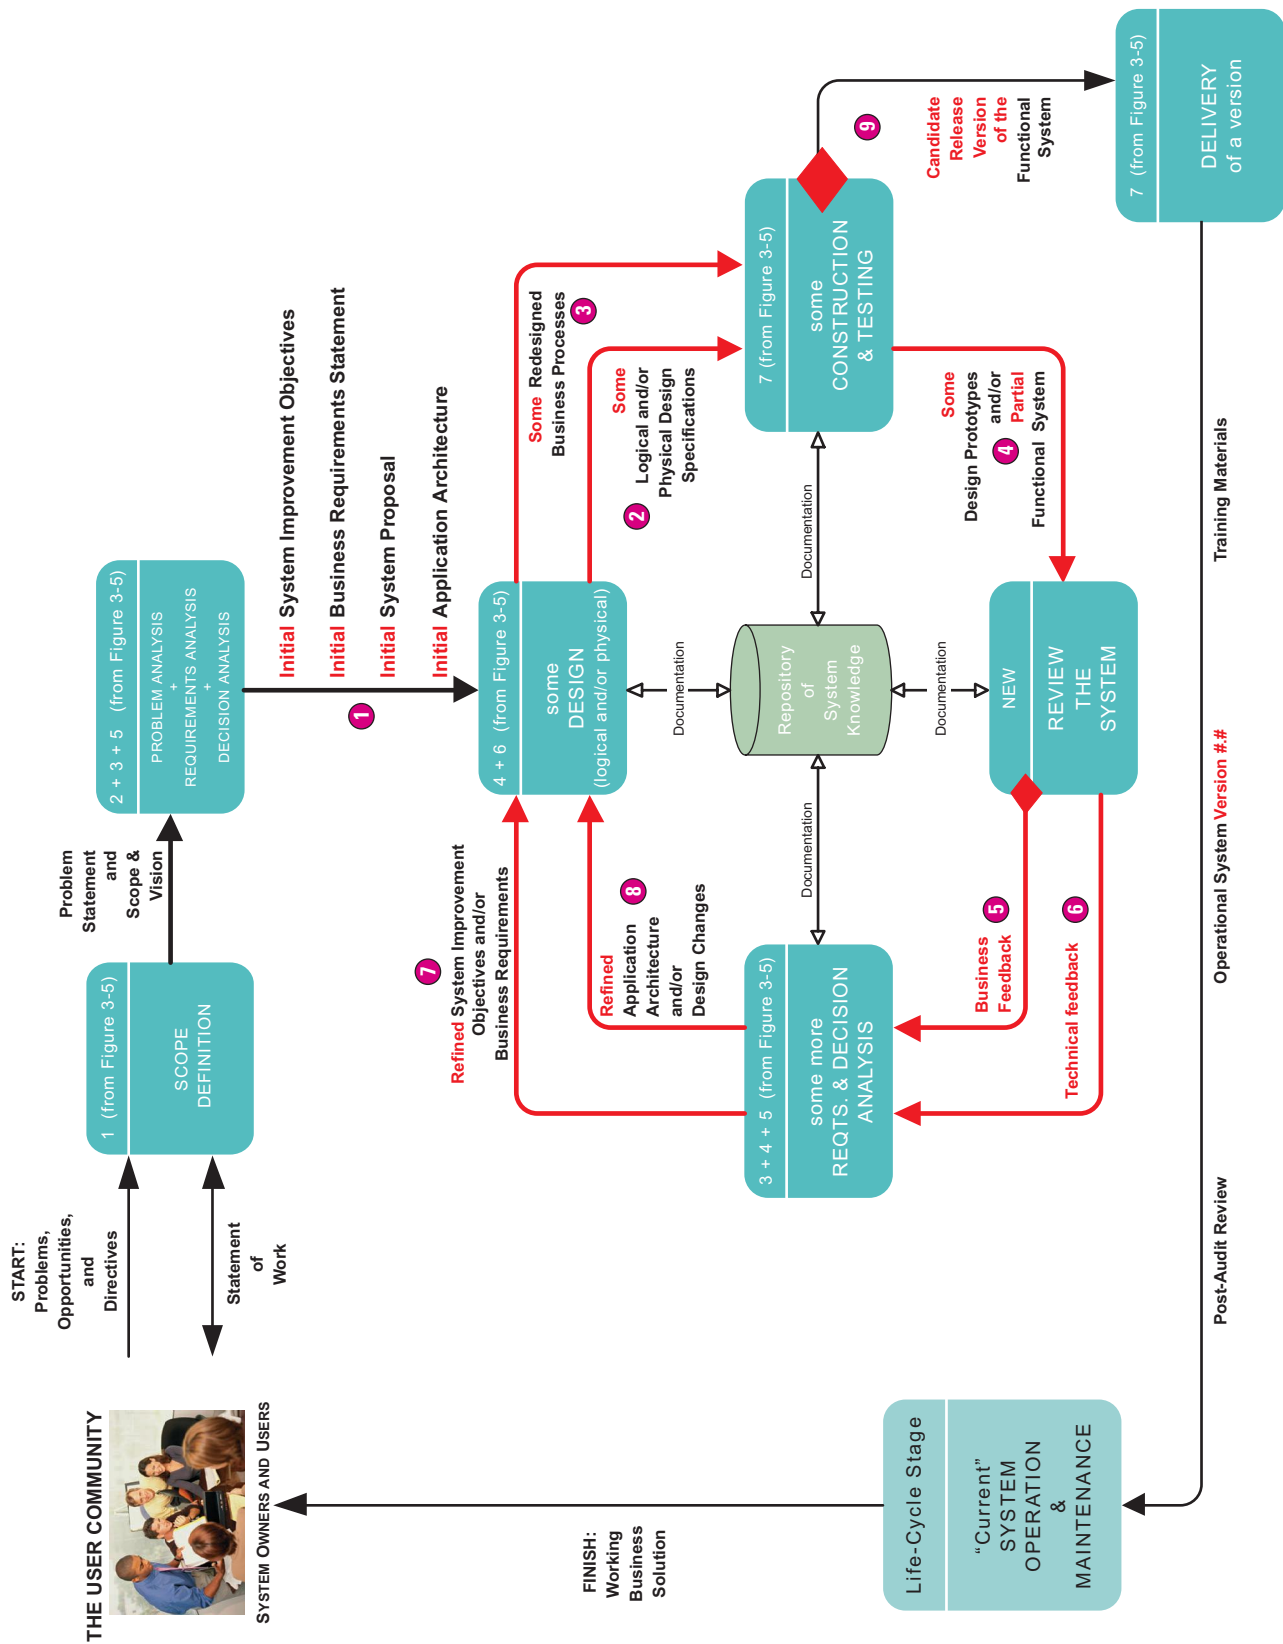 THE USER COMMUNITY
SYSTEM OWNERS AND USERS
START:
Problems,
Opportunities,
and
Directives
Statement
of
Work
1 (from Figure 3-5)
SCOPE
DEFINITION
Problem
Statement
and
Scope &
Vision
2 + 3 + 5 (from Figure 3-5)
PROBLEM ANALYSIS
+
REQUIREMENTS ANALYSIS
+
DECISION ANALYSIS
Initial System Improvement Objectives
Initial Business Requirements Statement
1
Initial System Proposal
Initial Application Architecture
7
Refined System Improvement
Objectives and/or
Business Requirements
4 + 6 (from Figure 3-5)
some
DESIGN
(logical and/or physical)
Some Redesigned
Business Processes
3
Refined
Application
8
Architecture
and/or
Design Changes
Some
2
Logical and/or
Physical Design
Specifications
Documentation
3 + 4 + 5 (from Figure 3-5)
some more
REQTS. & DECISION
ANALYSIS
Documentation
Repository
of
System
Knowledge
Documentation
7 (from Figure 3-5)
some
CONSTRUCTION
& TESTING
9
Candidate
Release
Version
of the
Functional
System
Documentation
Business
Feedback
5
Technical feedback
6
NEW
REVIEW
THE
SYSTEM
Some
Design Prototypes
and/or
4
Partial
Functional System
7 (from Figure 3-5)
DELIVERY
of a version
Training Materials
Operational System Version #.#
Post-Audit Review
Life-Cycle Stage
"Current"
SYSTEM
OPERATION
&
MAINTENANCE
FINISH:
Working
Business
Solution